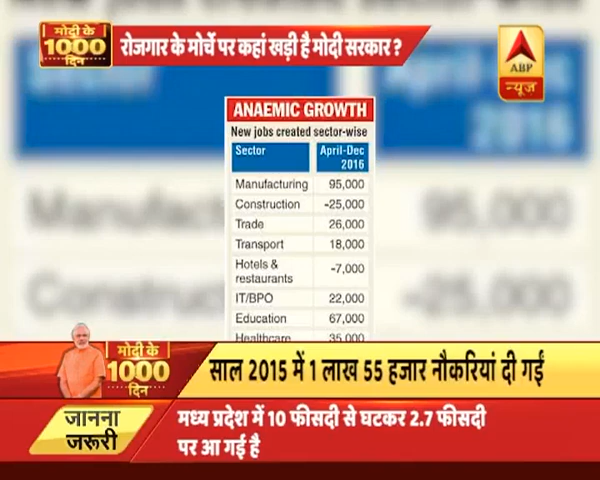 मोदी के
1000
दिन
रोजगार के मोर्चे पर कहां खड़ी है मोदी सरकार ?
ABP
न्यूज़
ANAEMIC GROWTH
New jobs created sector-wise
Sector April-Dec 2016
Manufacturing 95,000
Construction -25,000
Trade 26,000
Transport 18,000
Hotels & restaurants -7,000
IT/BPO 22,000
Education 67,000
Healthcare 35,000
मोदी के
1000
दिन
साल 2015 में 1 लाख 55 हजार नौकरियां दी गईं
जानना
जरूरी
मध्य प्रदेश में 10 फीसदी से घटकर 2.7 फीसदी
पर आ गई है